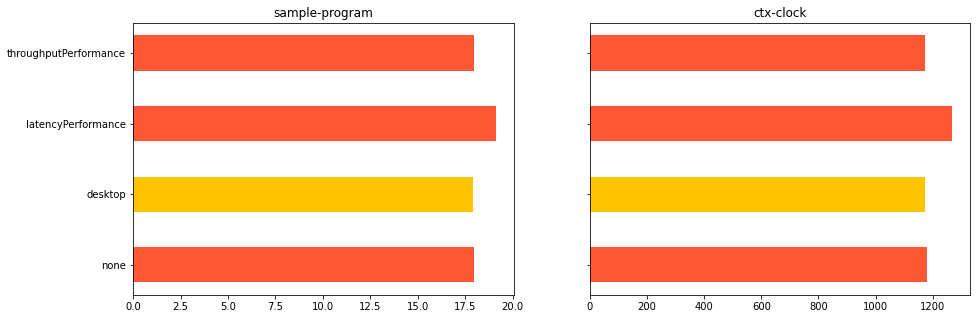 sample-program
ctx-clock
throughputPerformance
latencyPerformance
desktop
none
0.0 2.5 5.0 7.5 10.0 12.5 15.0 17.5 20.0
0 200 400 600 800 1000 1200